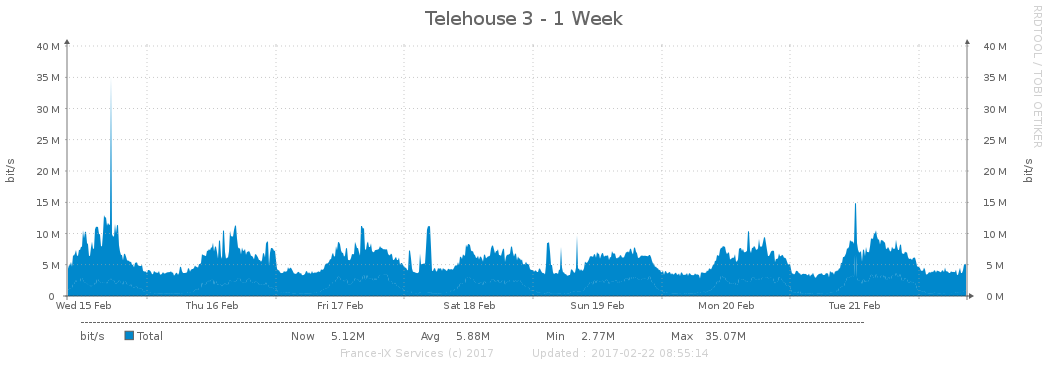 Telehouse 3 - 1 Week
RRDTOOL / TOBI OETIKER
bit/s
40 M 40 M
35 M 35 M
30 M 30 M
25 M 25 M
20 M 20 M
15 M 15 M
10 M 10 M
5 M 5 M
0 0 M
bit/s
Wed 15 Feb Thu 16 Feb Fri 17 Feb Sat 18 Feb Sun 19 Feb Mon 20 Feb Tue 21 Feb
bit/s Total Now 5.12M Avg 5.88M Min 2.77M Max 35.07M
France-IX Services (c) 2017 Updated : 2017-02-22 08:55:14